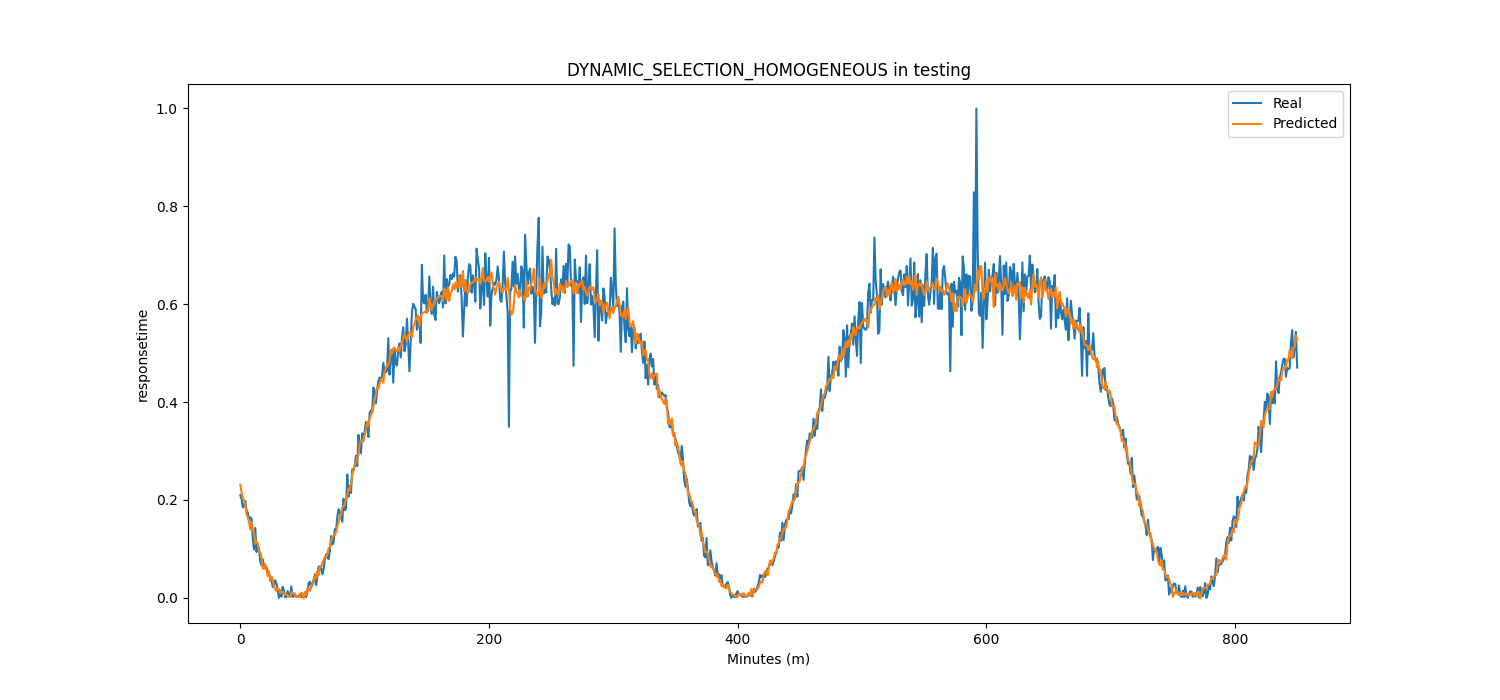 DYNAMIC_SELECTION_HOMOGENEOUS in testing
Real
Predicted
1.0
0.8
0.6
0.4
0.2
0.0
responsetime
0 200 400 600 800
Minutes (m)